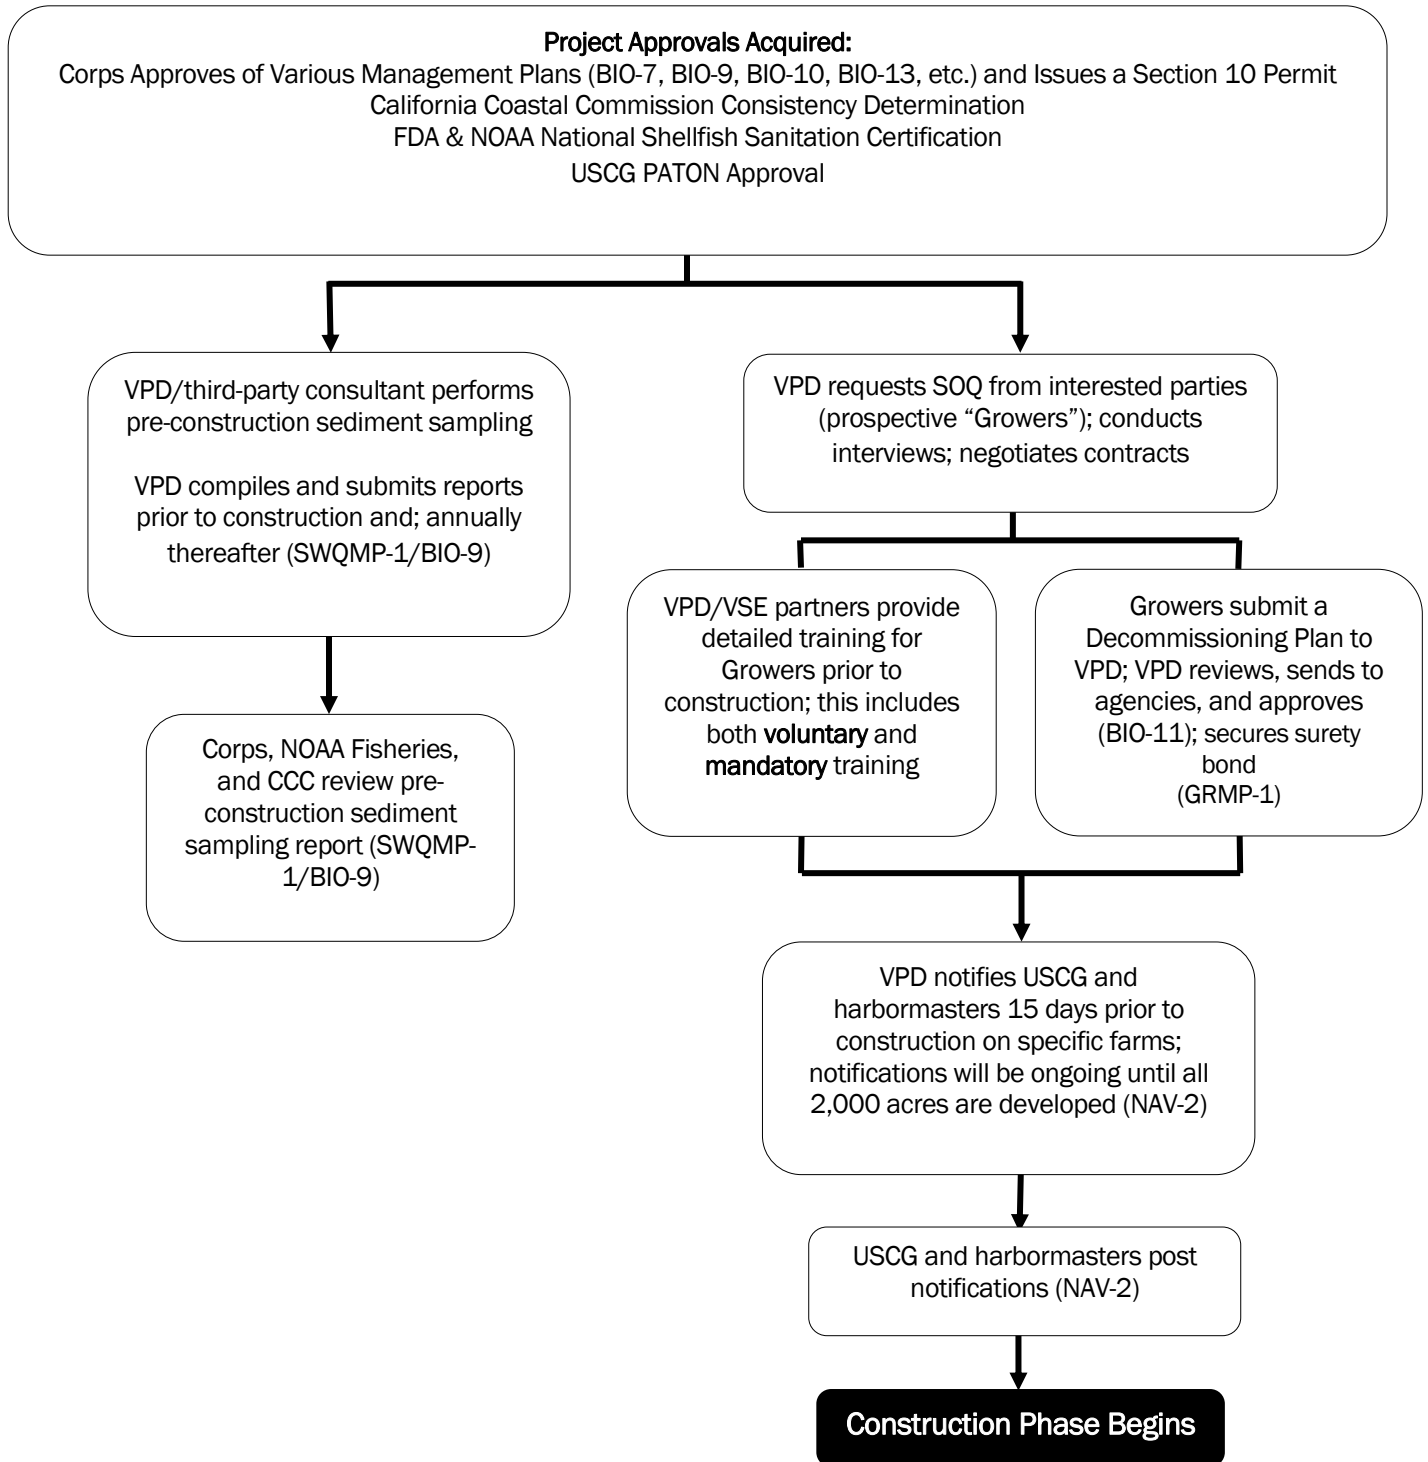 Project Approvals Acquired:
Corps Approves of Various Management Plans (BIO-7, BIO-9, BIO-10, BIO-13, etc.) and Issues a Section 10 Permit
California Coastal Commission Consistency Determination
FDA & NOAA National Shellfish Sanitation Certification
USCG PATON Approval
VPD/third-party consultant performs
pre-construction sediment sampling
VPD compiles and submits reports
prior to construction and; annually
thereafter (SWQMP-1/BIO-9)
Corps, NOAA Fisheries,
and CCC review pre-
construction sediment
sampling report (SWQMP-
1/BIO-9)
VPD requests SOQ from interested parties
(prospective “Growers”); conducts
interviews; negotiates contracts
VPD/VSE partners provide
detailed training for
Growers prior to
construction; this includes
both voluntary and
mandatory training
Growers submit a
Decommissioning Plan to
VPD; VPD reviews, sends to
agencies, and approves
(BIO-11); secures surety
bond
(GRMP-1)
VPD notifies USCG and
harbormasters 15 days prior to
construction on specific farms;
notifications will be ongoing until all
2,000 acres are developed (NAV-2)
USCG and harbormasters post
notifications (NAV-2)
Construction Phase Begins